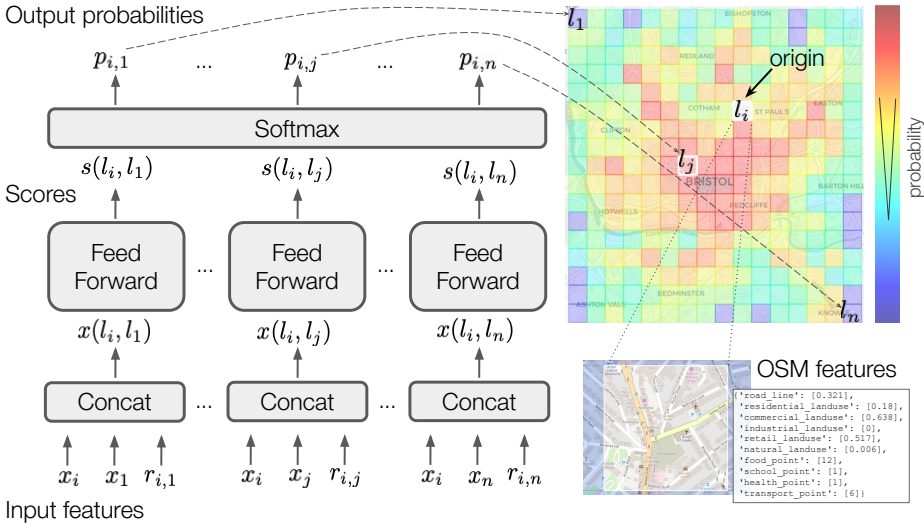 Output probabilities
p_{i,1} ... p_{i,j} ... p_{i,n}
Softmax
s(l_i, l_1) s(l_i, l_j) s(l_i, l_n)
Scores
Feed Forward ... Feed Forward ... Feed Forward
x(l_i, l_1) x(l_i, l_j) x(l_i, l_n)
Concat ... Concat ... Concat
x_i x_1 r_{i,1} x_i x_j r_{i,j} x_i x_n r_{i,n}
Input features
l_1
BISHOPSTON
REDLAND
origin
COTHAM
l_i
ST PAUL'S
EASTON
CLIFTON
l_j
BRISTOL
BARTON HILL
HOTWELLS
REDCLIFFE
BEDMINSTER
ASHTON VALE
l_n
probability
OSM features
{'road_line': [0.321],
'residential_landuse': [0.18],
'commercial_landuse': [0.638],
'industrial_landuse': [0],
'retail_landuse': [0.517],
'natural_landuse': [0.006],
'food_point': [12],
'school_point': [1],
'health_point': [1],
'transport_point': [6]}